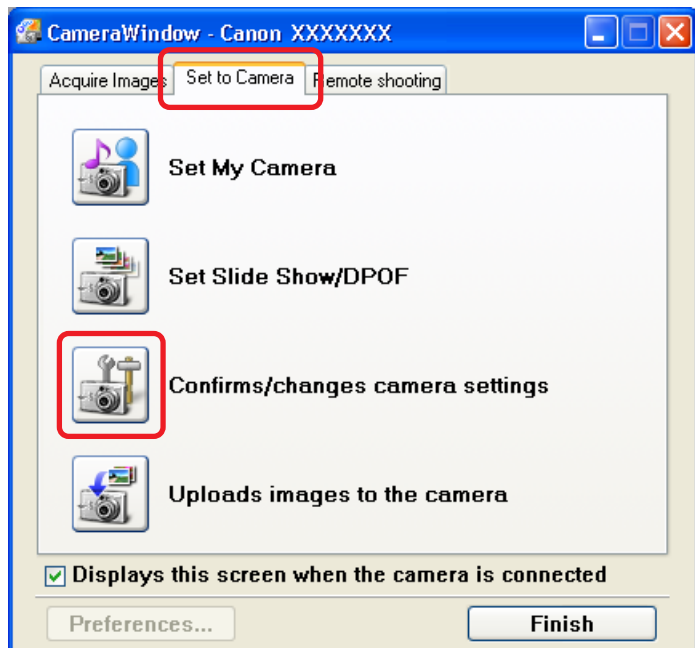 CameraWindow - Canon XXXXXXX
Acquire Images Set to Camera Remote shooting
Set My Camera
Set Slide Show/DPOF
Confirms/changes camera settings
Uploads images to the camera
Displays this screen when the camera is connected
Preferences... Finish